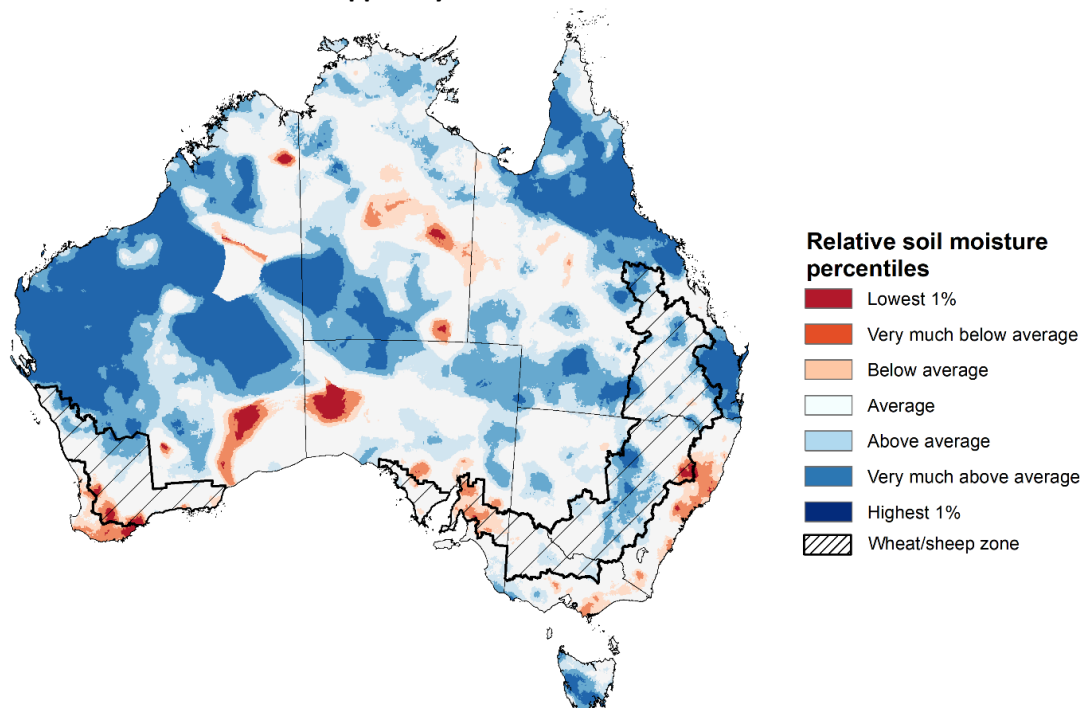 Relative soil moisture
percentiles
Lowest 1%
Very much below average
Below average
Average
Above average
Very much above average
Highest 1%
Wheat/sheep zone